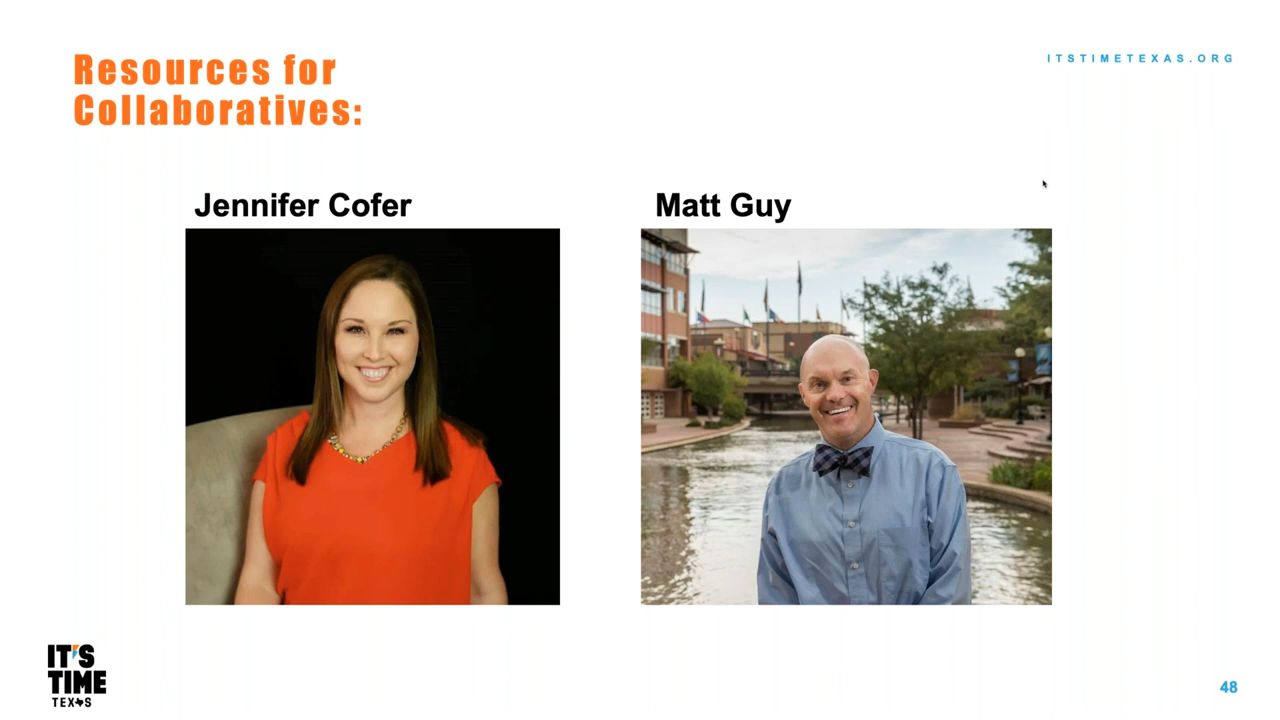 Resources for
Collaboratives:
ITSTIMETEXAS.ORG
Jennifer Cofer
Matt Guy
IT'S
TIME
TEXAS
48